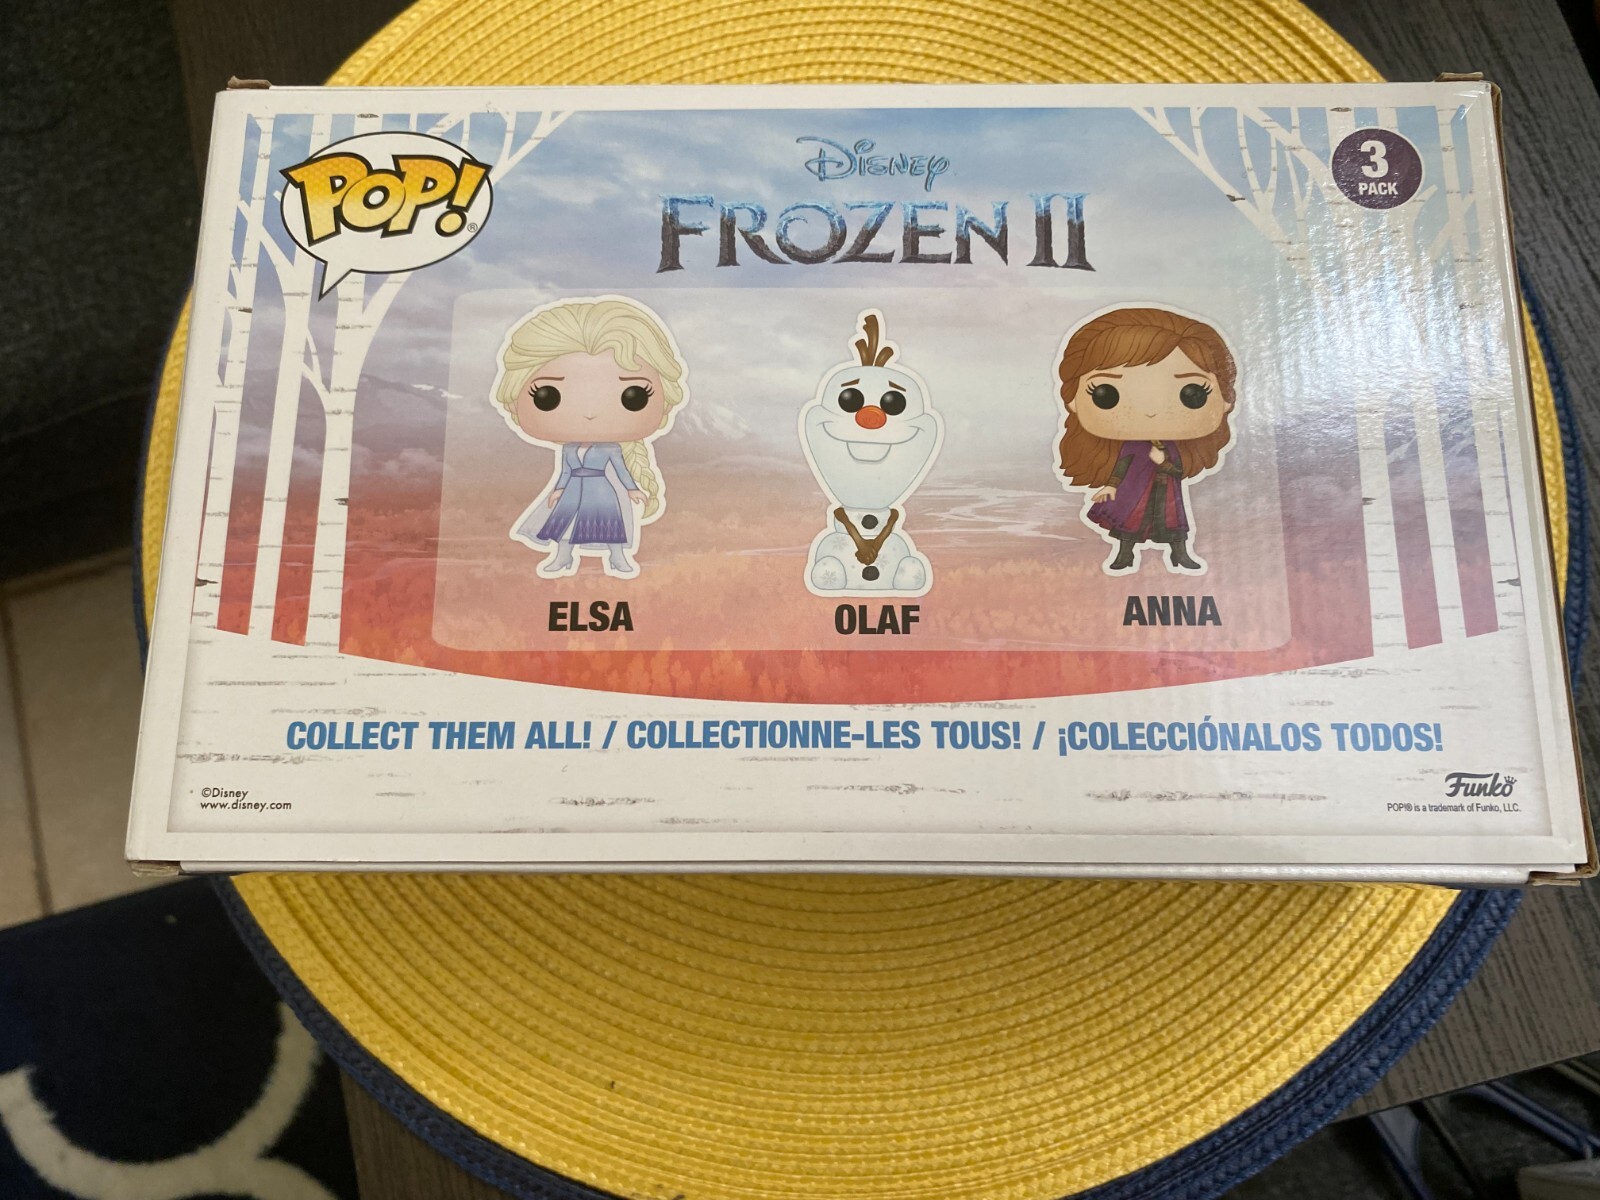 POP!®
Disney
FROZEN II
3
PACK
ELSA
OLAF
ANNA
COLLECT THEM ALL! / COLLECTIONNE-LES TOUS! / ¡COLECCIÓNALOS TODOS!
©Disney
www.disney.com
Funko
POP!® is a trademark of Funko, LLC.